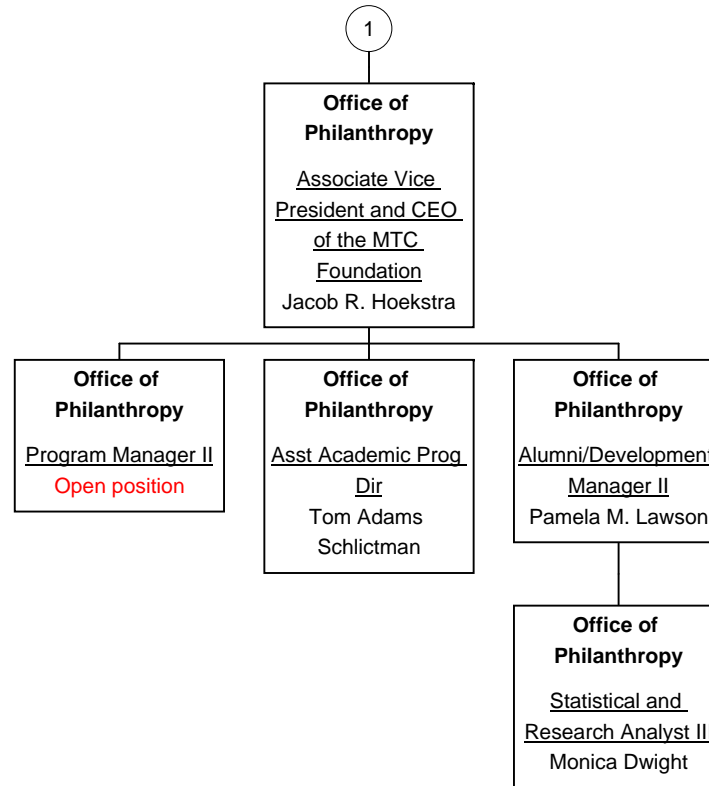 1
Office of
Philanthropy
Associate Vice
President and CEO
of the MTC
Foundation
Jacob R. Hoekstra
Office of
Philanthropy
Program Manager II
Open position
Office of
Philanthropy
Asst Academic Prog
Dir
Tom Adams
Schlictman
Office of
Philanthropy
Alumni/Development
Manager II
Pamela M. Lawson
Office of
Philanthropy
Statistical and
Research Analyst II
Monica Dwight